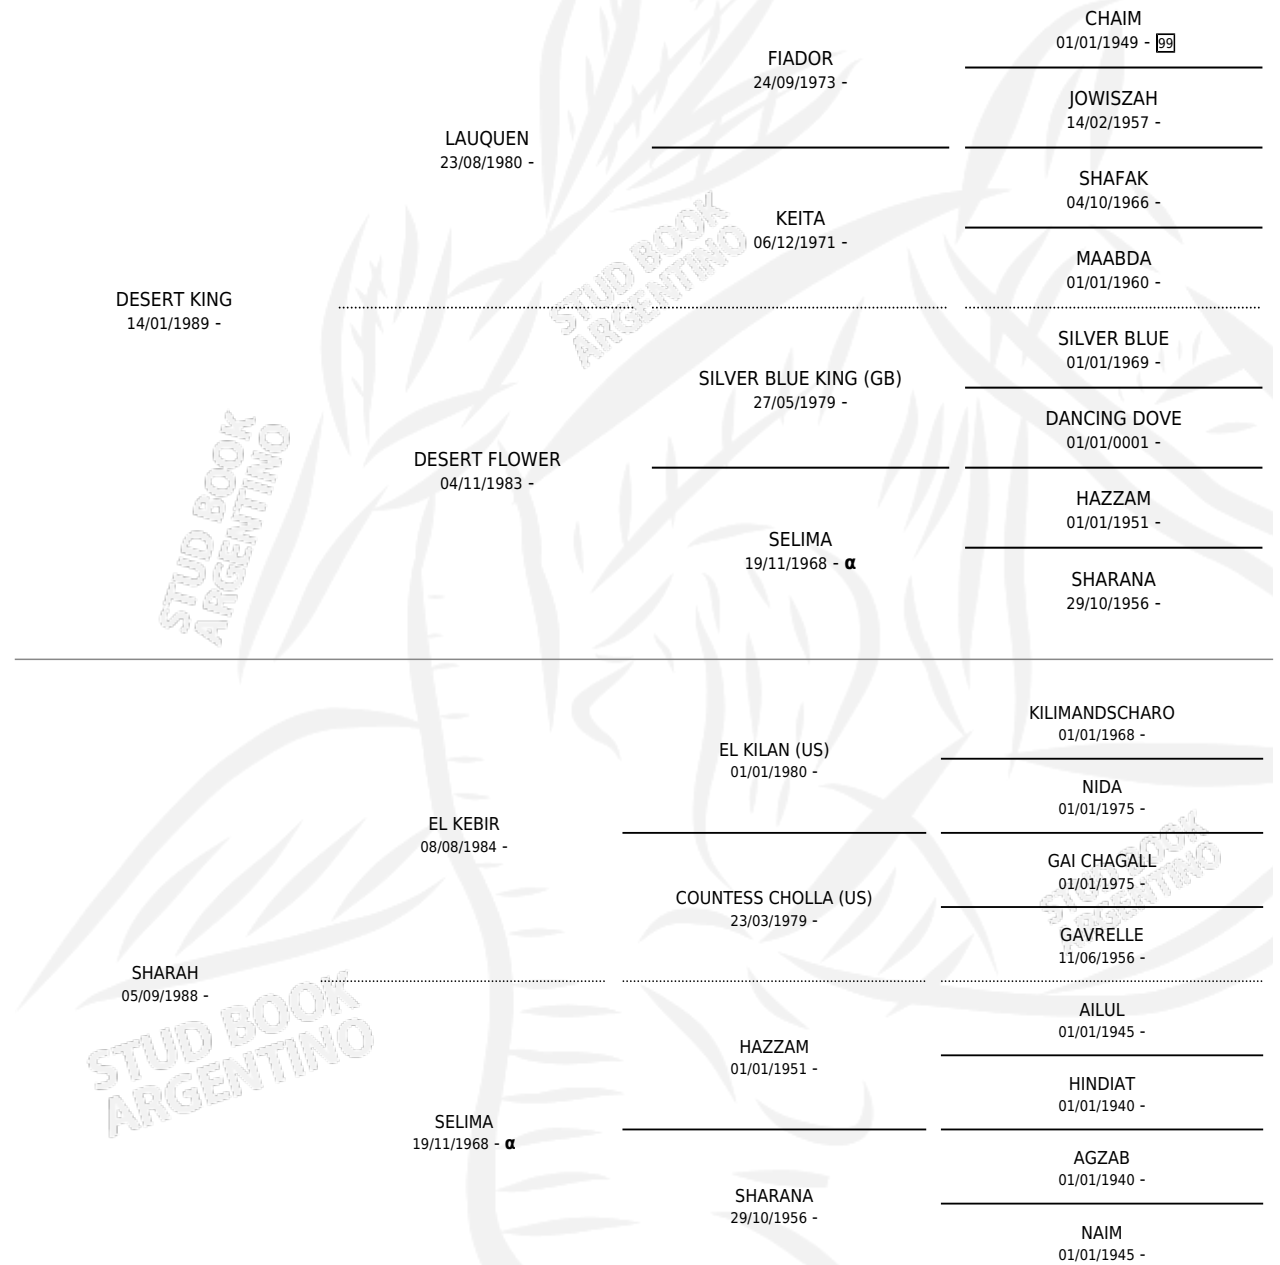 CHAIM
01/01/1949 - 99
FIADOR
24/09/1973 -
JOWISZAH
14/02/1957 -
LAUQUEN
23/08/1980 -
SHAFAK
04/10/1966 -
KEITA
06/12/1971 -
MAABDA
01/01/1960 -
DESERT KING
14/01/1989 -
SILVER BLUE
01/01/1969 -
SILVER BLUE KING (GB)
27/05/1979 -
DANCING DOVE
01/01/0001 -
DESERT FLOWER
04/11/1983 -
HAZZAM
01/01/1951 -
SELIMA
19/11/1968 - α
SHARANA
29/10/1956 -
KILIMANDSCHARO
01/01/1968 -
EL KILAN (US)
01/01/1980 -
NIDA
01/01/1975 -
EL KEBIR
08/08/1984 -
GAI CHAGALL
01/01/1975 -
COUNTESS CHOLLA (US)
23/03/1979 -
GAVRELLE
11/06/1956 -
SHARAH
05/09/1988 -
AILUL
01/01/1945 -
HAZZAM
01/01/1951 -
HINDIAT
01/01/1940 -
SELIMA
19/11/1968 - α
AGZAB
01/01/1940 -
SHARANA
29/10/1956 -
NAIM
01/01/1945 -
STUD BOOK
ARGENTINO
STUD BOOK
ARGENTINO
STUD BOOK
ARGENTINO
STUD BOOK
ARGENTINO